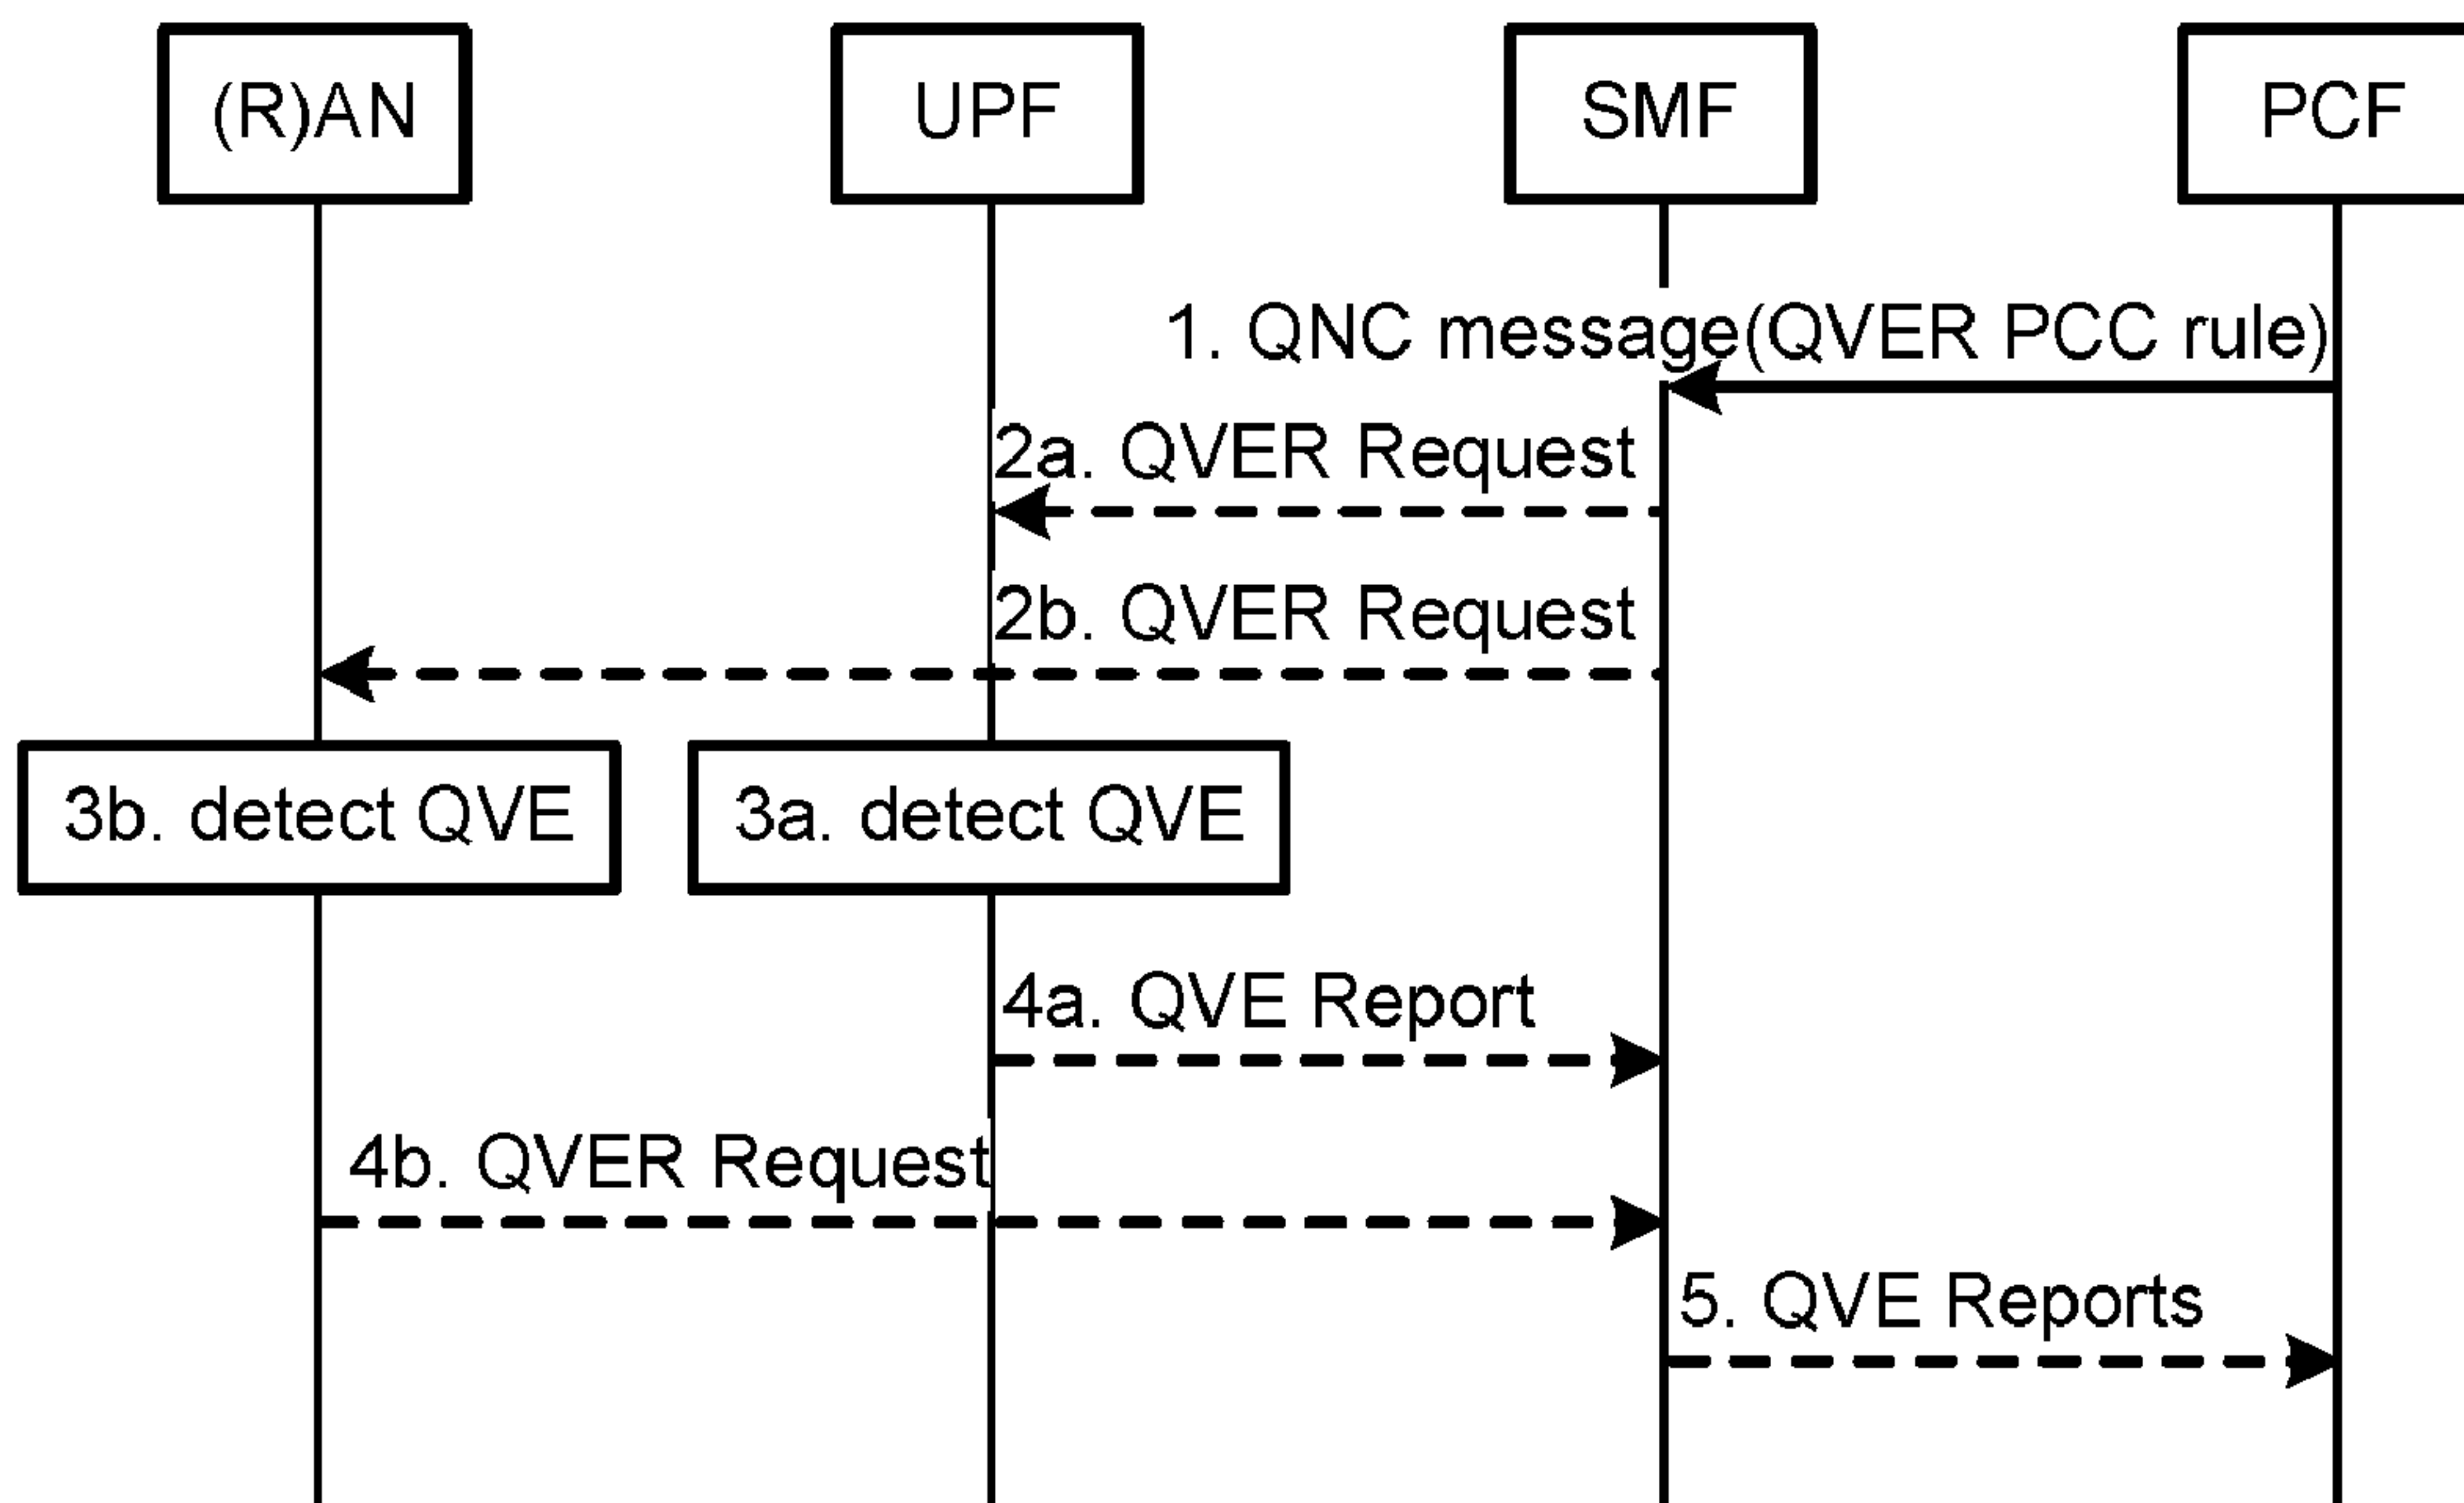 (R)AN
UPF
SMF
PCF
1. QNC message(QVER PCC rule)
2a. QVER Request
2b. QVER Request
3b. detect QVE
3a. detect QVE
4a. QVE Report
4b. QVER Request
5. QVE Reports